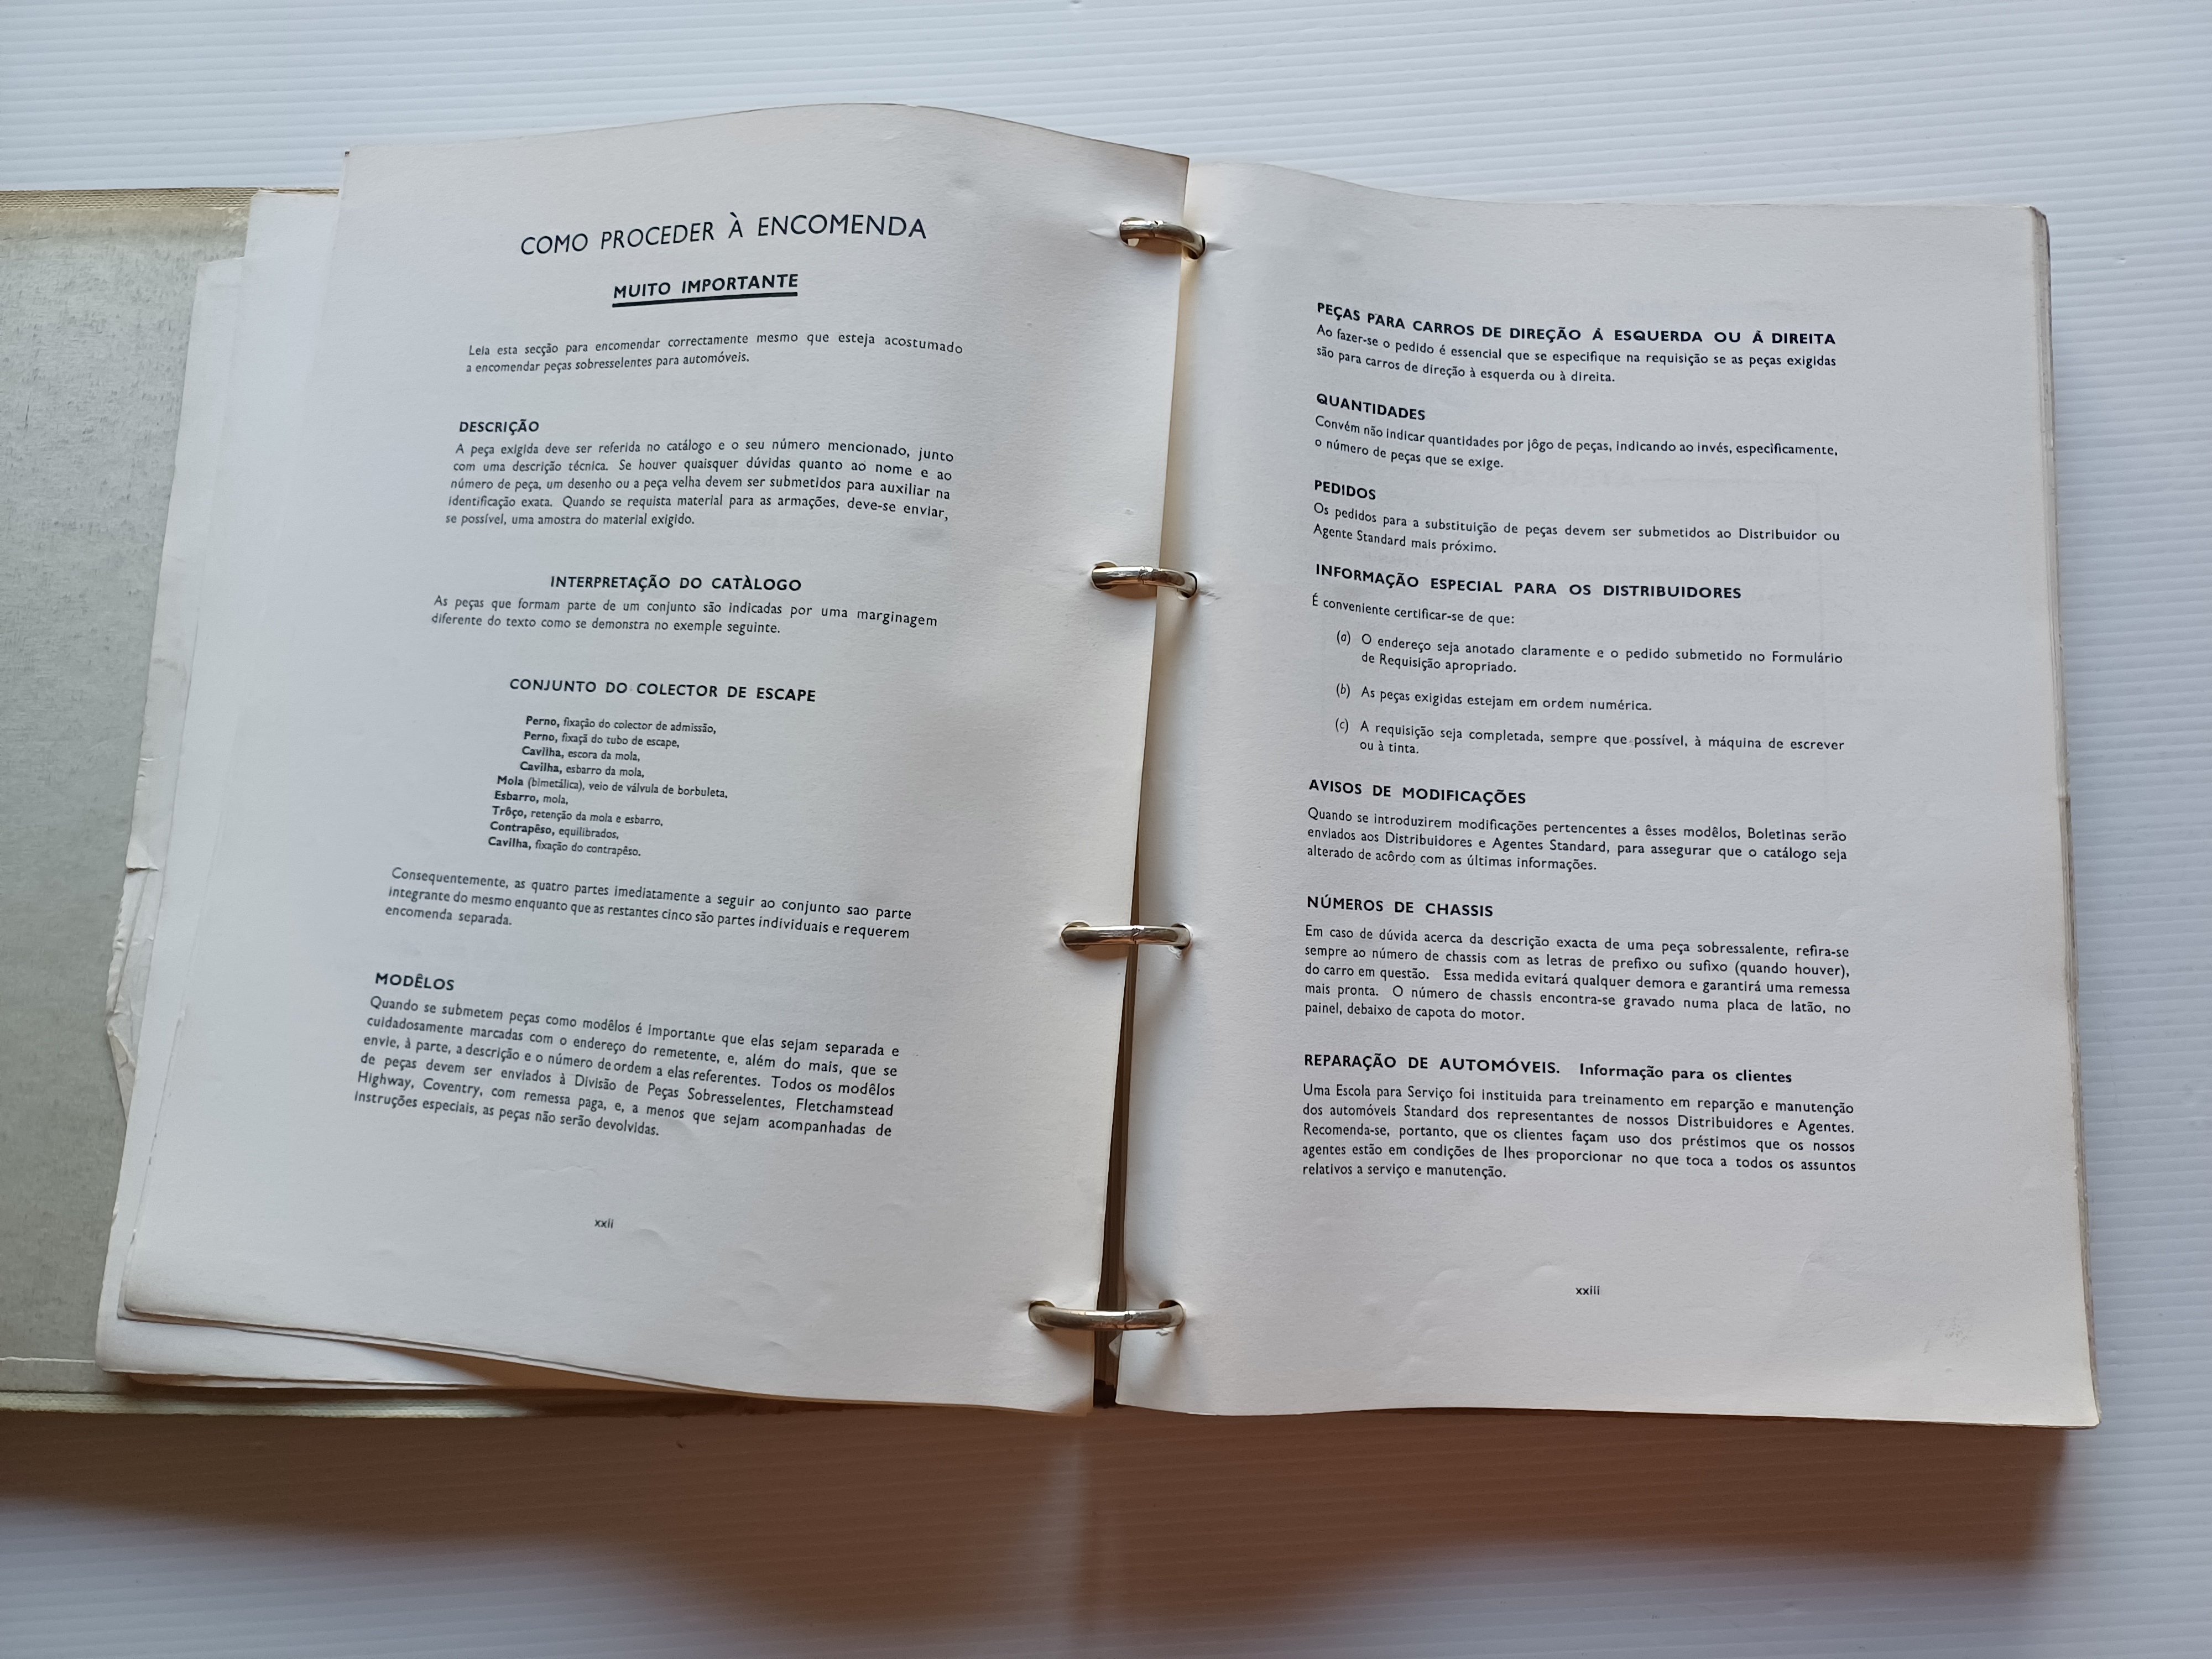 COMO PROCEDER À ENCOMENDA
MUITO IMPORTANTE
Leia esta secção para encomendar correctamente mesmo que esteja acostumado
a encomendar peças sobresselentes para automóveis.
DESCRIÇÃO
A peça exigida deve ser referida no catálogo e o seu número mencionado, junto
com uma descrição técnica. Se houver quaisquer dúvidas quanto ao nome e ao
número de peça, um desenho ou a peça velha devem ser submetidos para auxiliar na
identificação exata. Quando se requista material para as armações, deve-se enviar,
se possível, uma amostra do material exigido.
INTERPRETAÇÃO DO CATÀLOGO
As peças que formam parte de um conjunto são indicadas por uma marginagem
diferente do texto como se demonstra no exemple seguinte.
CONJUNTO DO COLECTOR DE ESCAPE
Perno, fixação do colector de admissão,
Perno, fixaçã do tubo de escape,
Cavilha, escora da mola,
Cavilha, esbarro da mola,
Mola (bimetálica), veio de válvula de borbuleta,
Esbarro, mola,
Trôço, retenção da mola e esbarro,
Contrapêso, equilibrados,
Cavilha, fixação do contrapêso.
Consequentemente, as quatro partes imediatamente a seguir ao conjunto sao parte
integrante do mesmo enquanto que as restantes cinco são partes individuais e requerem
encomenda separada.
MODÊLOS
Quando se submetem peças como modêlos é importante que elas sejam separada e
cuidadosamente marcadas com o endereço do remetente, e, além do mais, que se
envie, à parte, a descrição e o número de ordem a elas referentes. Todos os modêlos
de peças devem ser enviados à Divisão de Peças Sobresselentes, Fletchamstead
Highway, Coventry, com remessa paga, e, a menos que sejam acompanhadas de
instruções especiais, as peças não serão devolvidas.
xxii
PEÇAS PARA CARROS DE DIREÇÃO Á ESQUERDA OU À DIREITA
Ao fazer-se o pedido é essencial que se especifique na requisição se as peças exigidas
são para carros de direção à esquerda ou à direita.
QUANTIDADES
Convém não indicar quantidades por jôgo de peças, indicando ao invés, especificamente,
o número de peças que se exige.
PEDIDOS
Os pedidos para a substituição de peças devem ser submetidos ao Distribuidor ou
Agente Standard mais próximo.
INFORMAÇÃO ESPECIAL PARA OS DISTRIBUIDORES
É conveniente certificar-se de que:
(a) O endereço seja anotado claramente e o pedido submetido no Formulário
de Requisição apropriado.
(b) As peças exigidas estejam em ordem numérica.
(c) A requisição seja completada, sempre que possível, à máquina de escrever
ou à tinta.
AVISOS DE MODIFICAÇÕES
Quando se introduzirem modificações pertencentes a êsses modêlos, Boletinas serão
enviados aos Distribuidores e Agentes Standard, para assegurar que o catálogo seja
alterado de acôrdo com as últimas informações.
NÚMEROS DE CHASSIS
Em caso de dúvida acerca da descrição exacta de uma peça sobressalente, refira-se
sempre ao número de chassis com as letras de prefixo ou sufixo (quando houver),
do carro em questão. Essa medida evitará qualquer demora e garantirá uma remessa
mais pronta. O número de chassis encontra-se gravado numa placa de latão, no
painel, debaixo de capota do motor.
REPARAÇÃO DE AUTOMÓVEIS. Informação para os clientes
Uma Escola para Serviço foi instituida para treinamento em reparção e manutenção
dos automóveis Standard dos representantes de nossos Distribuidores e Agentes.
Recomenda-se, portanto, que os clientes façam uso dos préstimos que os nossos
agentes estão em condições de lhes proporcionar no que toca a todos os assuntos
relativos a serviço e manutenção.
xxiii